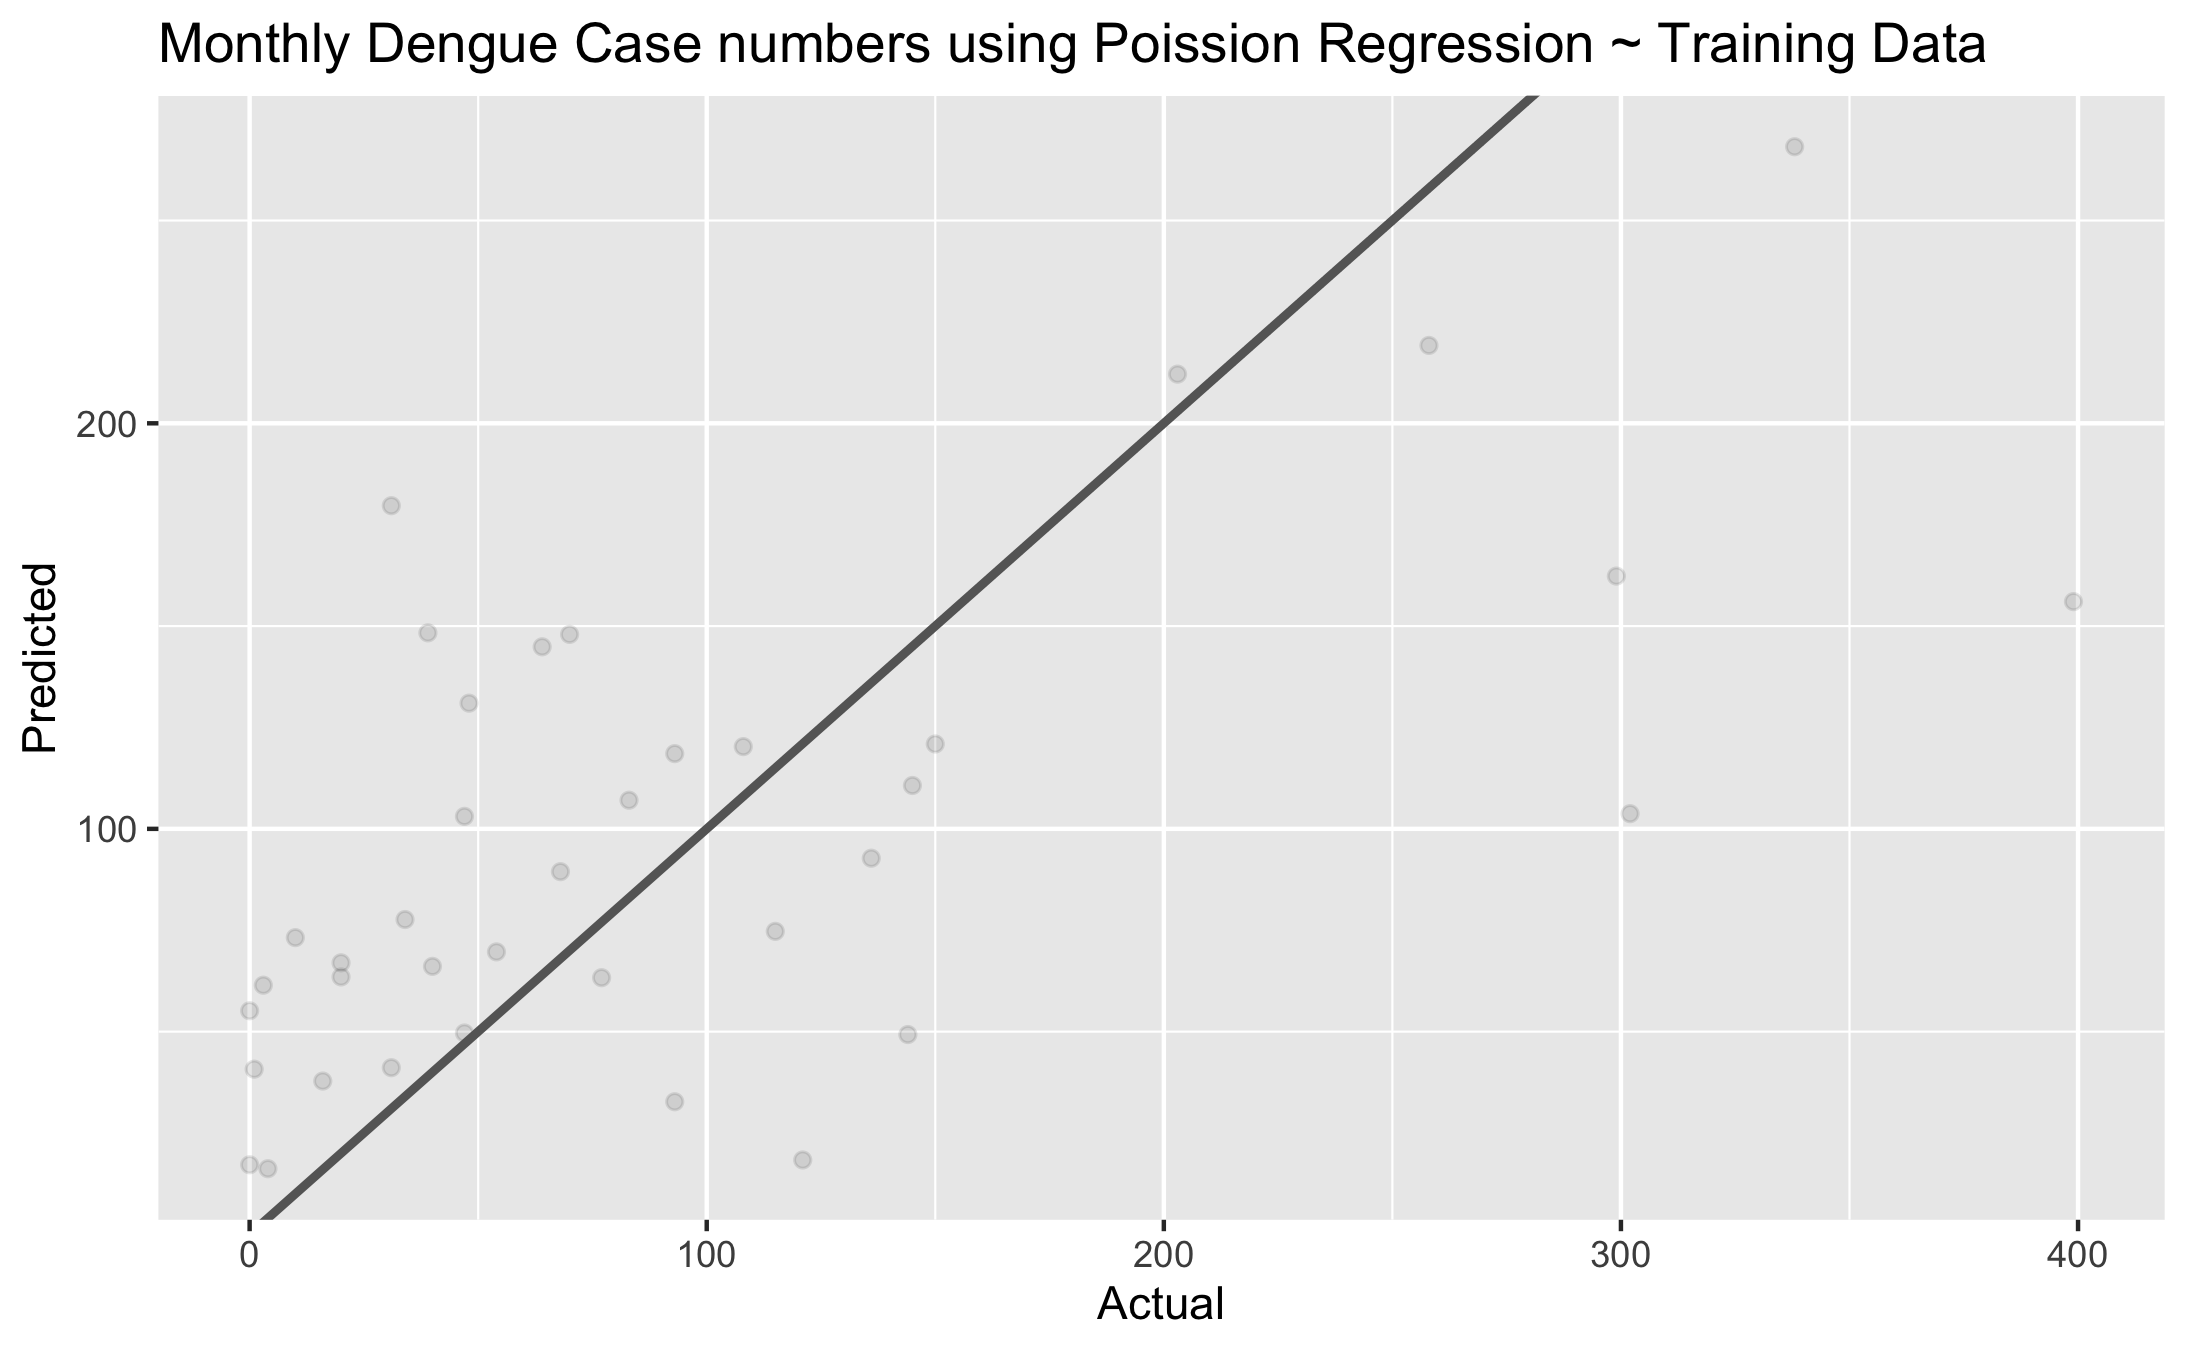 Monthly Dengue Case numbers using Poission Regression ~ Training Data
Predicted
200
100
0
100
200
300
400
Actual